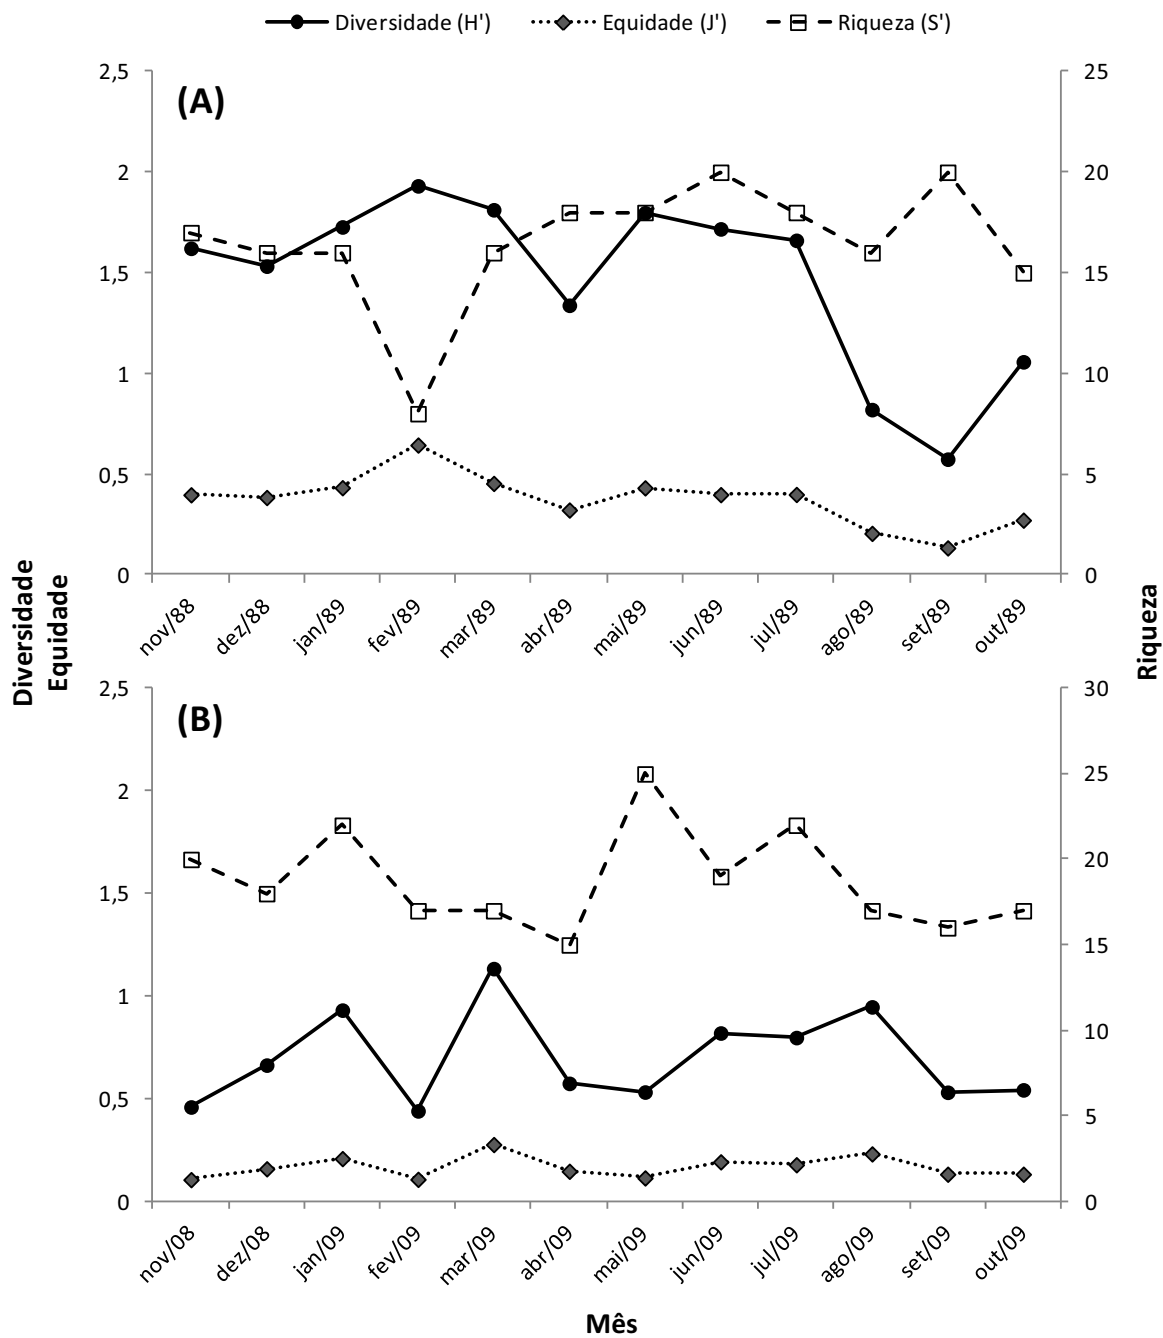 Diversidade (H') Equidade (J') Riqueza (S')
(A)
2,5
2
1,5
1
0,5
0
25
20
15
10
5
0
nov/88 dez/88 jan/89 fev/89 mar/89 abr/89 mai/89 jun/89 jul/89 ago/89 set/89 out/89
Diversidade
Equidade
Riqueza
(B)
2,5
2
1,5
1
0,5
0
30
25
20
15
10
5
0
nov/08 dez/08 jan/09 fev/09 mar/09 abr/09 mai/09 jun/09 jul/09 ago/09 set/09 out/09
Mês